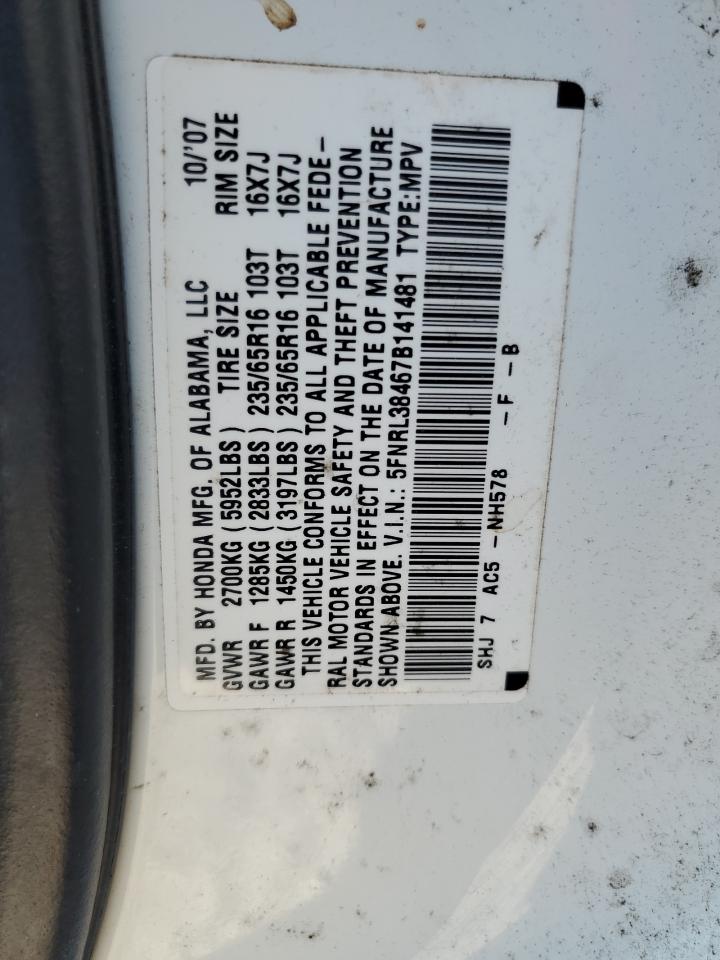 MFD. BY HONDA MFG. OF ALABAMA, LLC 10/'07
GVWR 2700KG (5952LBS) TIRE SIZE RIM SIZE
GAWR F 1285KG (2833LBS) 235/65R16 103T 16X7J
GAWR R 1450KG (3197LBS) 235/65R16 103T 16X7J
THIS VEHICLE CONFORMS TO ALL APPLICABLE FEDE-
RAL MOTOR VEHICLE SAFETY AND THEFT PREVENTION
STANDARDS IN EFFECT ON THE DATE OF MANUFACTURE
SHOWN ABOVE. V.I.N.: 5FNRL38467B141481 TYPE:MPV
SHJ 7 AC5 -NH578 -F -B